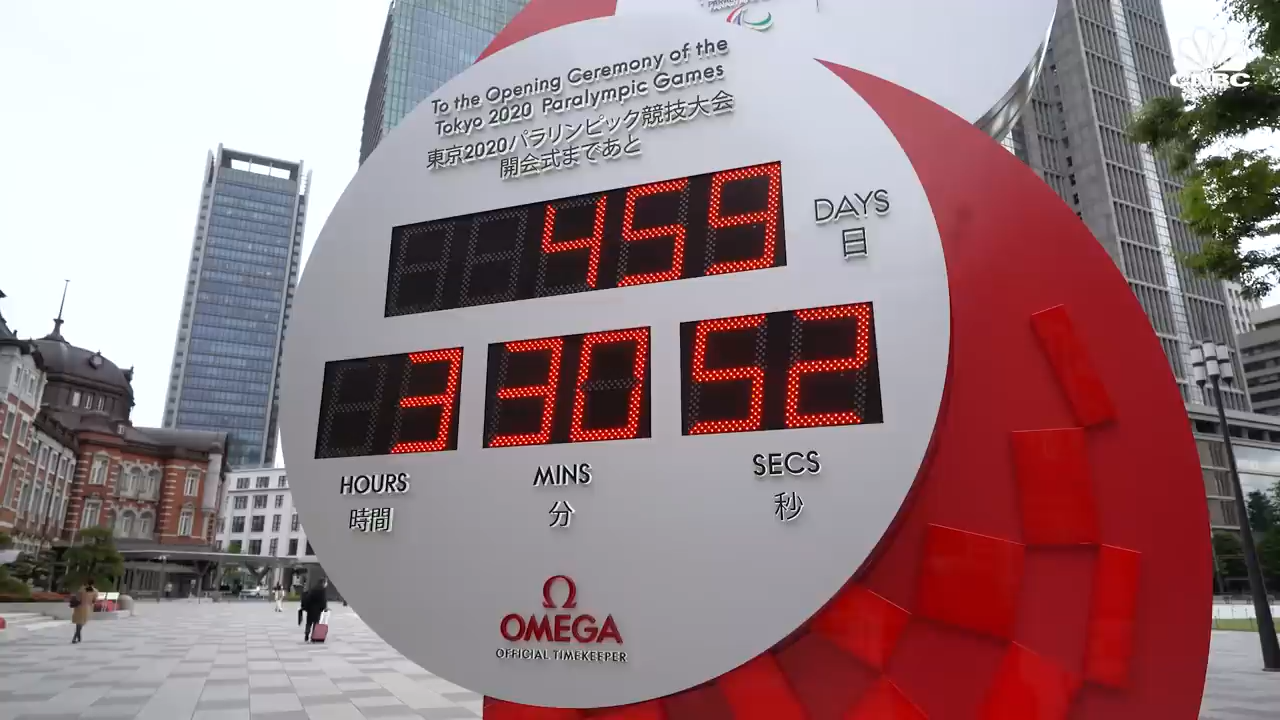 CNBC
To the Opening Ceremony of the
Tokyo 2020 Paralympic Games
東京2020パラリンピック競技大会
開会式まであと
459
DAYS
日
3 30 52
HOURS MINS SECS
時間 分 秒
Ω
OMEGA
OFFICIAL TIMEKEEPER